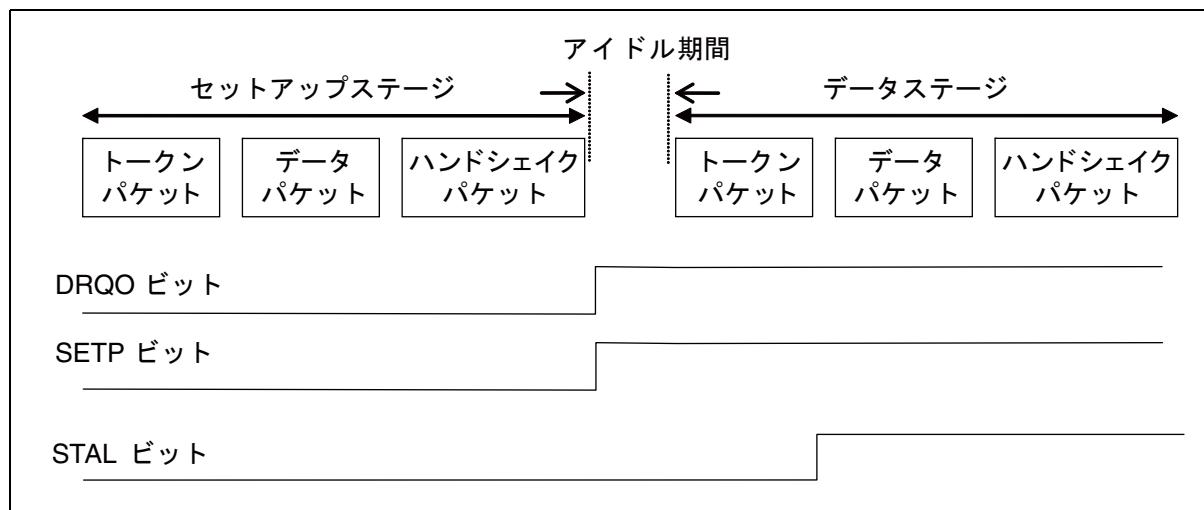 アイドル期間
セットアップステージ
データステージ
トークン
パケット
データ
パケット
ハンドシェイク
パケット
トークン
パケット
データ
パケット
ハンドシェイク
パケット
DRQO ビット
SETP ビット
STAL ビット